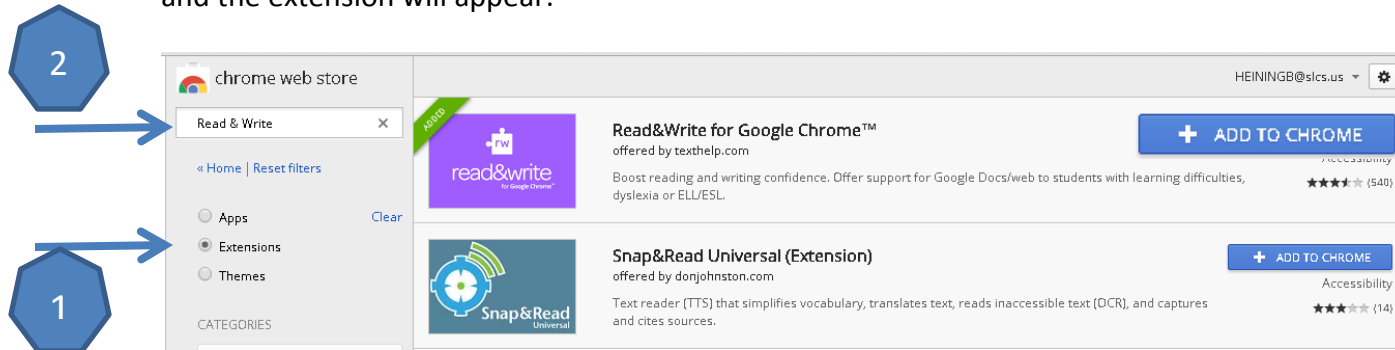 and the extension will appear.
2
chrome web store
HEININGB@slcs.us
Read & Write
« Home | Reset filters
Apps
Clear
Extensions
Themes
CATEGORIES
1
ADDED
rw
read&write
for Google Chrome™
Read&Write for Google Chrome™
offered by texthelp.com
Boost reading and writing confidence. Offer support for Google Docs/web to students with learning difficulties,
dyslexia or ELL/ESL.
+ ADD TO CHROME
Accessibility
(540)
Snap&Read
Universal
Snap&Read Universal (Extension)
offered by donjohnston.com
Text reader (TTS) that simplifies vocabulary, translates text, reads inaccessible text (OCR), and captures
and cites sources.
+ ADD TO CHROME
Accessibility
(14)